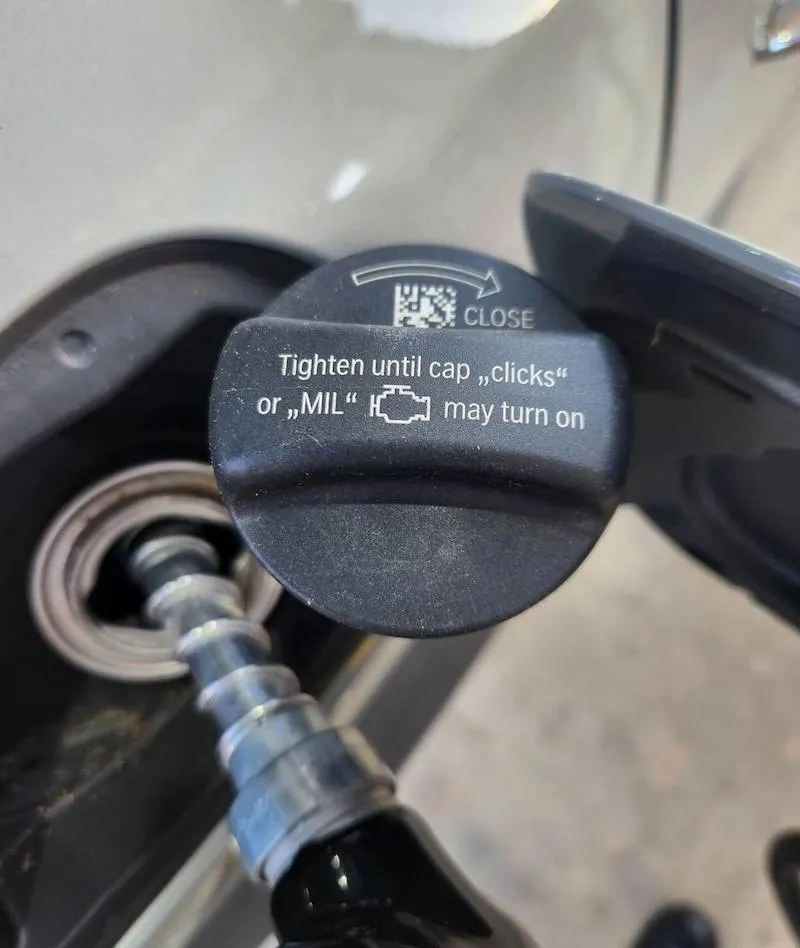 CLOSE
Tighten until cap „clicks“
or „MIL“ may turn on